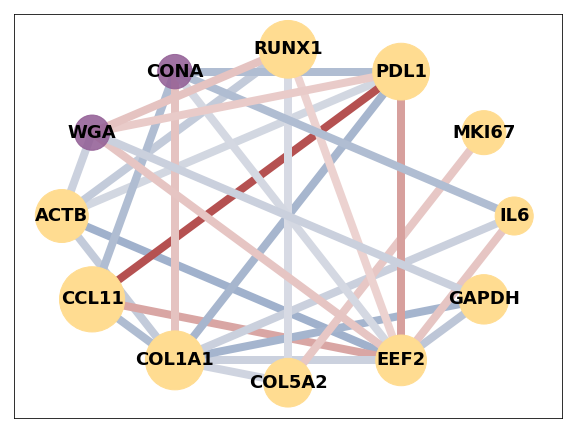 RUNX1
CONA
PDL1
WGA
MKI67
ACTB
IL6
CCL11
GAPDH
COL1A1
EEF2
COL5A2